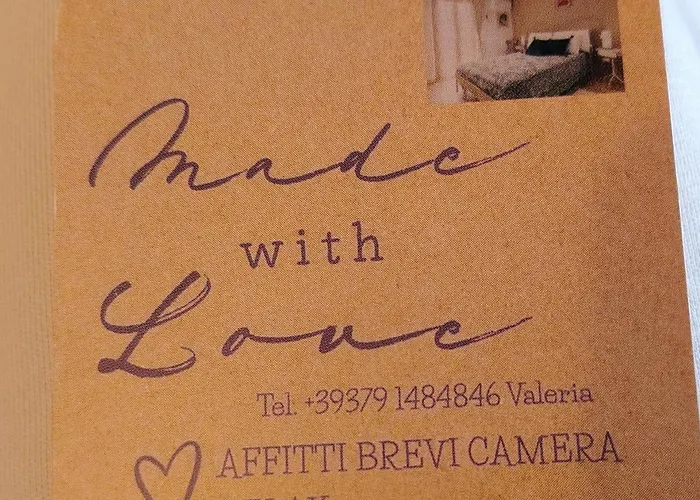 Made
with
Love
Tel. +39379 1484846 Valeria
AFFITTI BREVI CAMERA